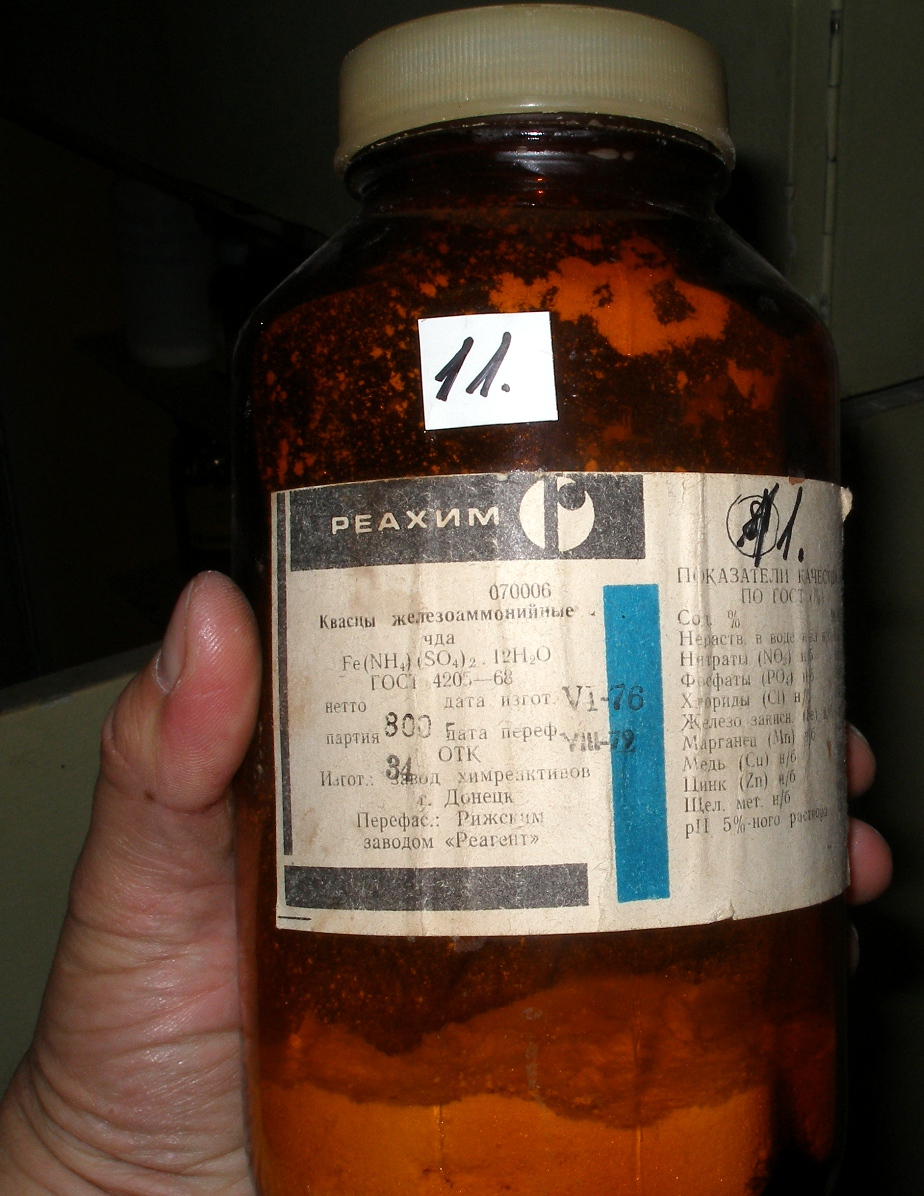 11.
РЕАХИМ
070006
Квасцы железоаммонийные
чда
Fe(NH₄)(SO₄)₂ . 12H₂O
ГОСТ 4205—68
нетто 800 г дата изгот. VI-76
партия 34 дата переф. VIII-79
ОТК
Изгот.: завод химреактивов
г. Донецк
Перефас.: Рижским
заводом «Реагент»
11.
ПОКАЗАТЕЛИ
ПО ГОСТ
Сод. %
Нераств. в воде
Нитраты (NO₃) н/б
Фосфаты (PO₄) н/б
Хлориды (Cl) н/б
Железо закисн.
Марганец (Mn) н/б
Медь (Cu) н/б
Цинк (Zn) н/б
Щел. мет. н/б
pH 5%-ного раствора